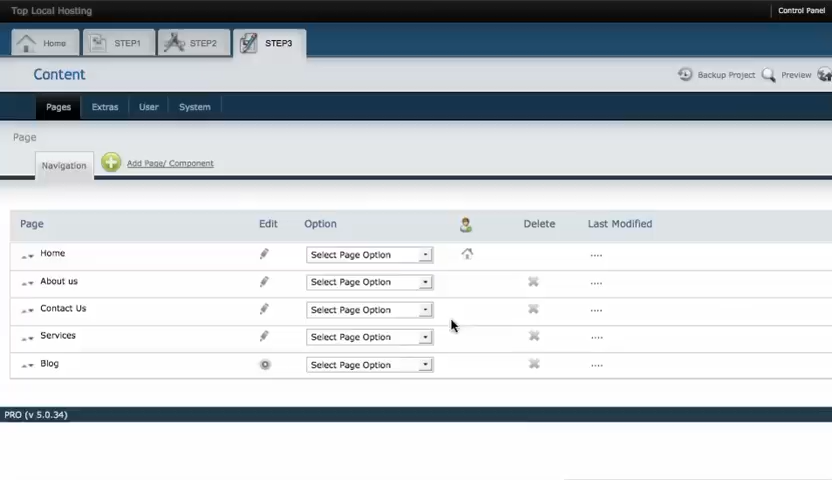 Top Local Hosting
Control Panel
Home
STEP1
STEP2
STEP3
Content
Backup Project
Preview
Pages
Extras
User
System
Page
Navigation
Add Page/ Component
Page
Edit
Option
Delete
Last Modified
Home
Select Page Option
....
About us
Select Page Option
....
Contact Us
Select Page Option
....
Services
Select Page Option
....
Blog
Select Page Option
....
PRO (v 5.0.34)